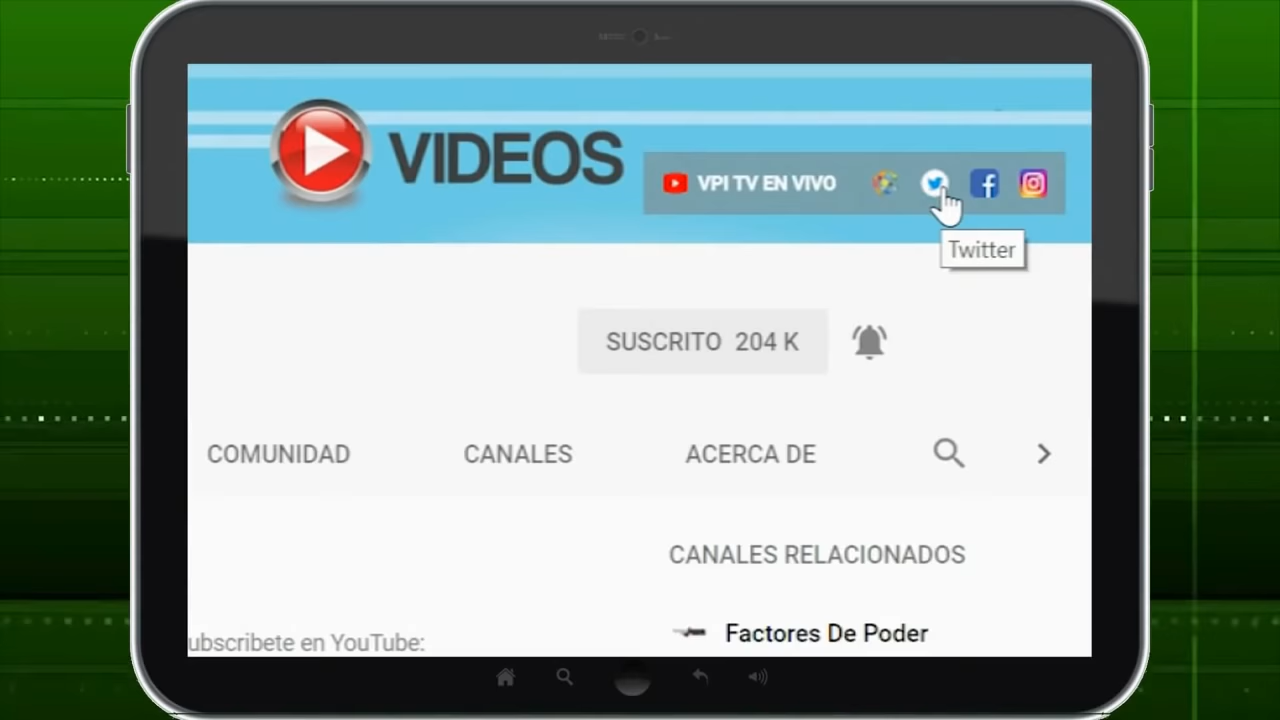 VIDEOS
VPI TV EN VIVO
Twitter
SUSCRITO 204 K
COMUNIDAD CANALES ACERCA DE
CANALES RELACIONADOS
Factores De Poder
ubscribete en YouTube: